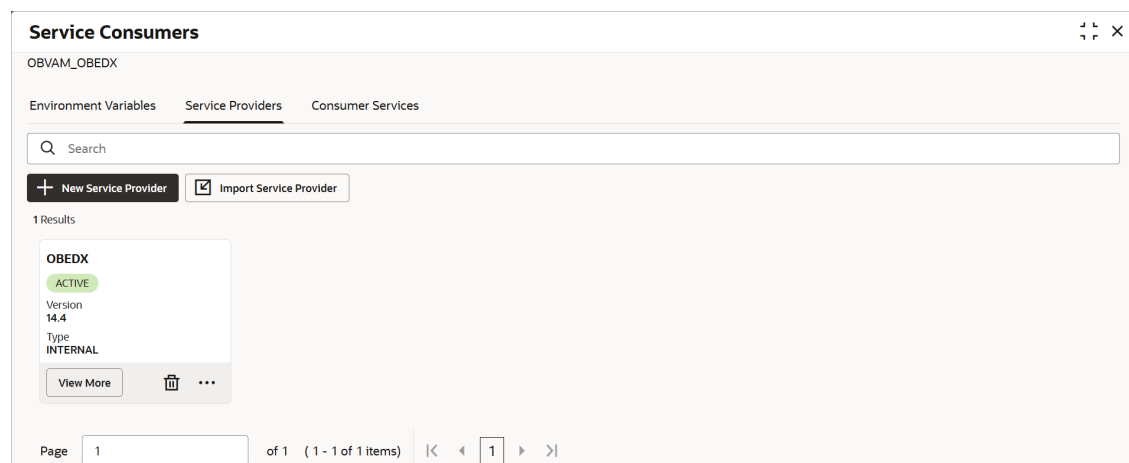 Service Consumers
OBVAM_OBEDX
Environment Variables Service Providers Consumer Services
Search
New Service Provider Import Service Provider
1 Results
OBEDX
ACTIVE
Version
14.4
Type
INTERNAL
View More
Page 1 of 1 ( 1 - 1 of 1 items) 1